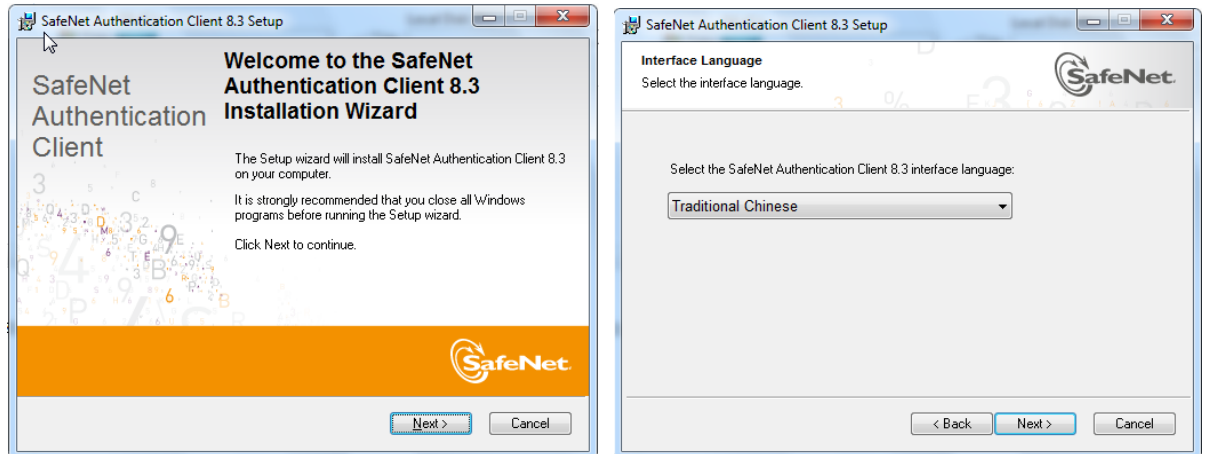 SafeNet Authentication Client 8.3 Setup
SafeNet
Authentication
Client
Welcome to the SafeNet
Authentication Client 8.3
Installation Wizard
The Setup wizard will install SafeNet Authentication Client 8.3
on your computer.
It is strongly recommended that you close all Windows
programs before running the Setup wizard.
Click Next to continue.
SafeNet.
Next >
Cancel
SafeNet Authentication Client 8.3 Setup
Interface Language
Select the interface language.
SafeNet.
Select the SafeNet Authentication Client 8.3 interface language:
Traditional Chinese
< Back
Next >
Cancel